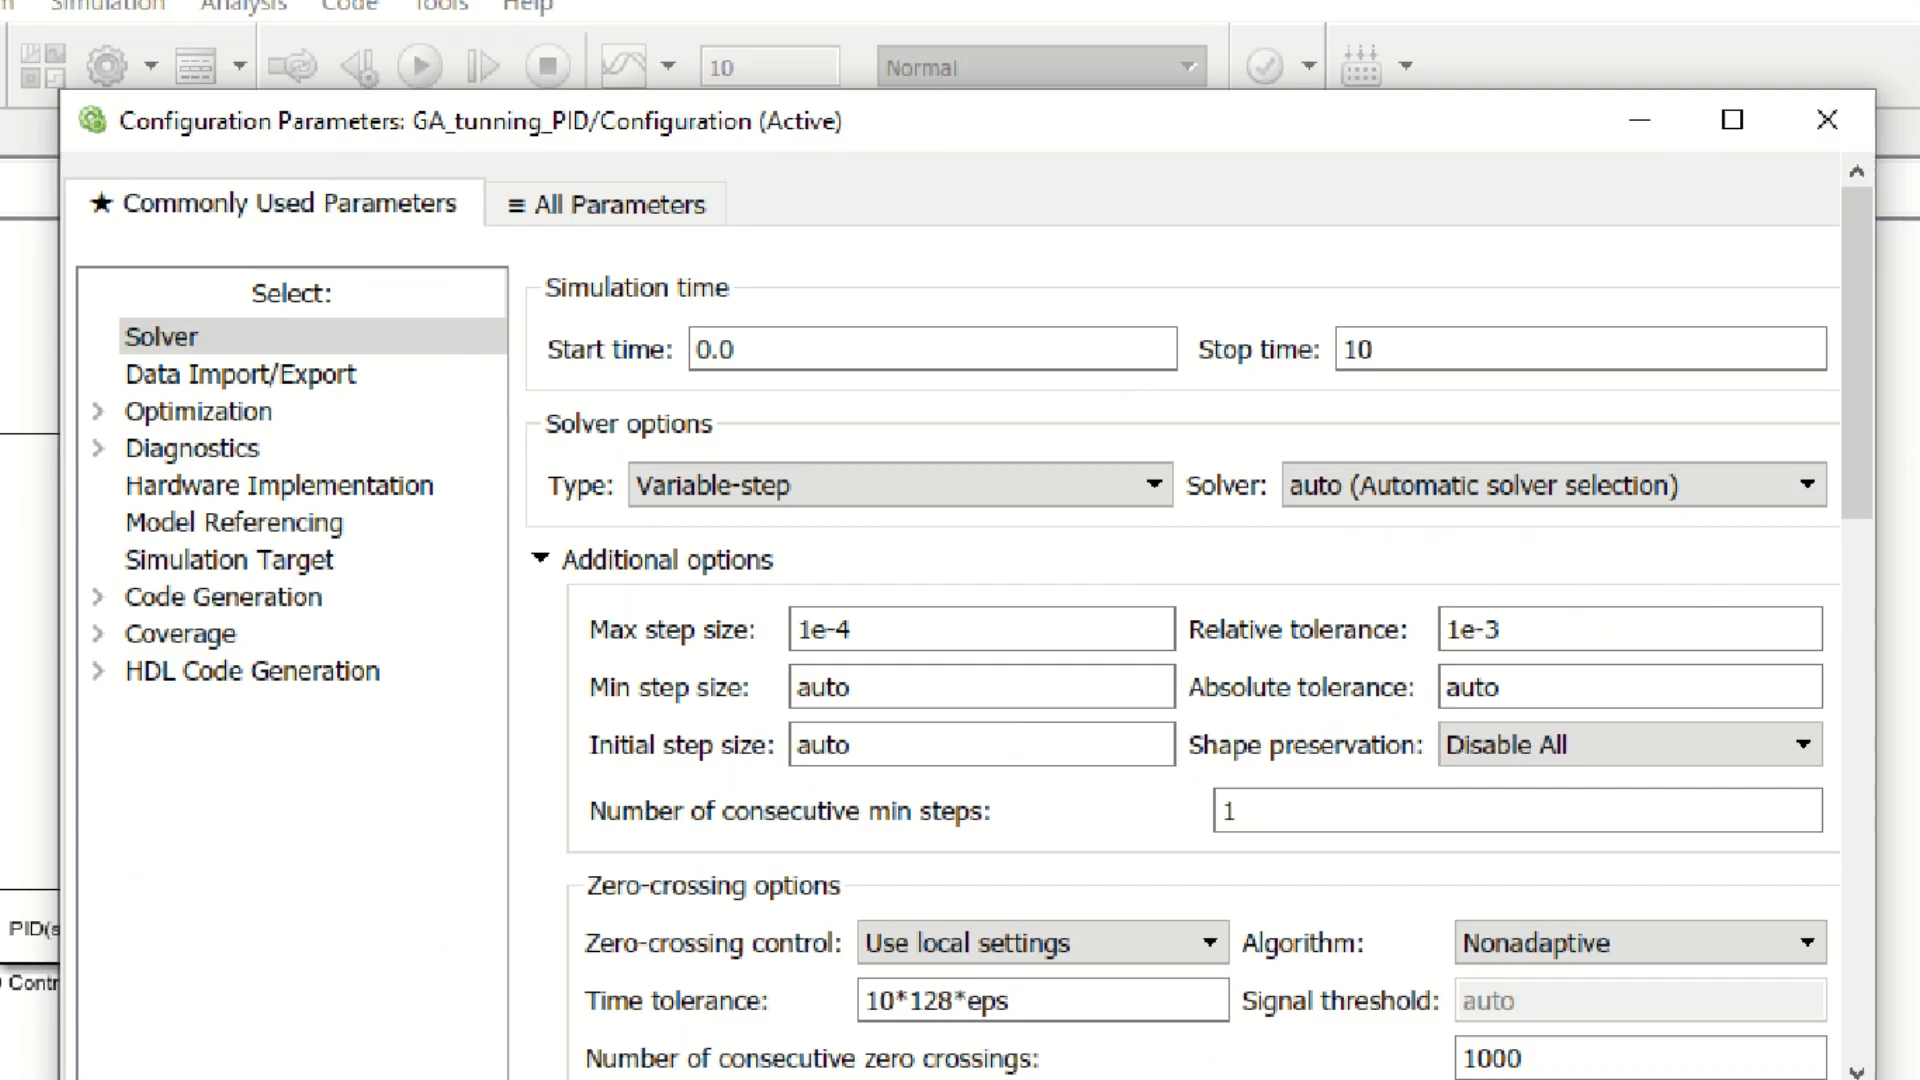 Simulation Analysis Code Tools Help
10 Normal
Configuration Parameters: GA_tunning_PID/Configuration (Active)
★ Commonly Used Parameters ≡ All Parameters
Select:
Solver
Data Import/Export
Optimization
Diagnostics
Hardware Implementation
Model Referencing
Simulation Target
Code Generation
Coverage
HDL Code Generation
Simulation time
Start time: 0.0 Stop time: 10
Solver options
Type: Variable-step Solver: auto (Automatic solver selection)
Additional options
Max step size: 1e-4 Relative tolerance: 1e-3
Min step size: auto Absolute tolerance: auto
Initial step size: auto Shape preservation: Disable All
Number of consecutive min steps: 1
Zero-crossing options
Zero-crossing control: Use local settings Algorithm: Nonadaptive
Time tolerance: 10*128*eps Signal threshold: auto
Number of consecutive zero crossings: 1000
PID(s
Contr